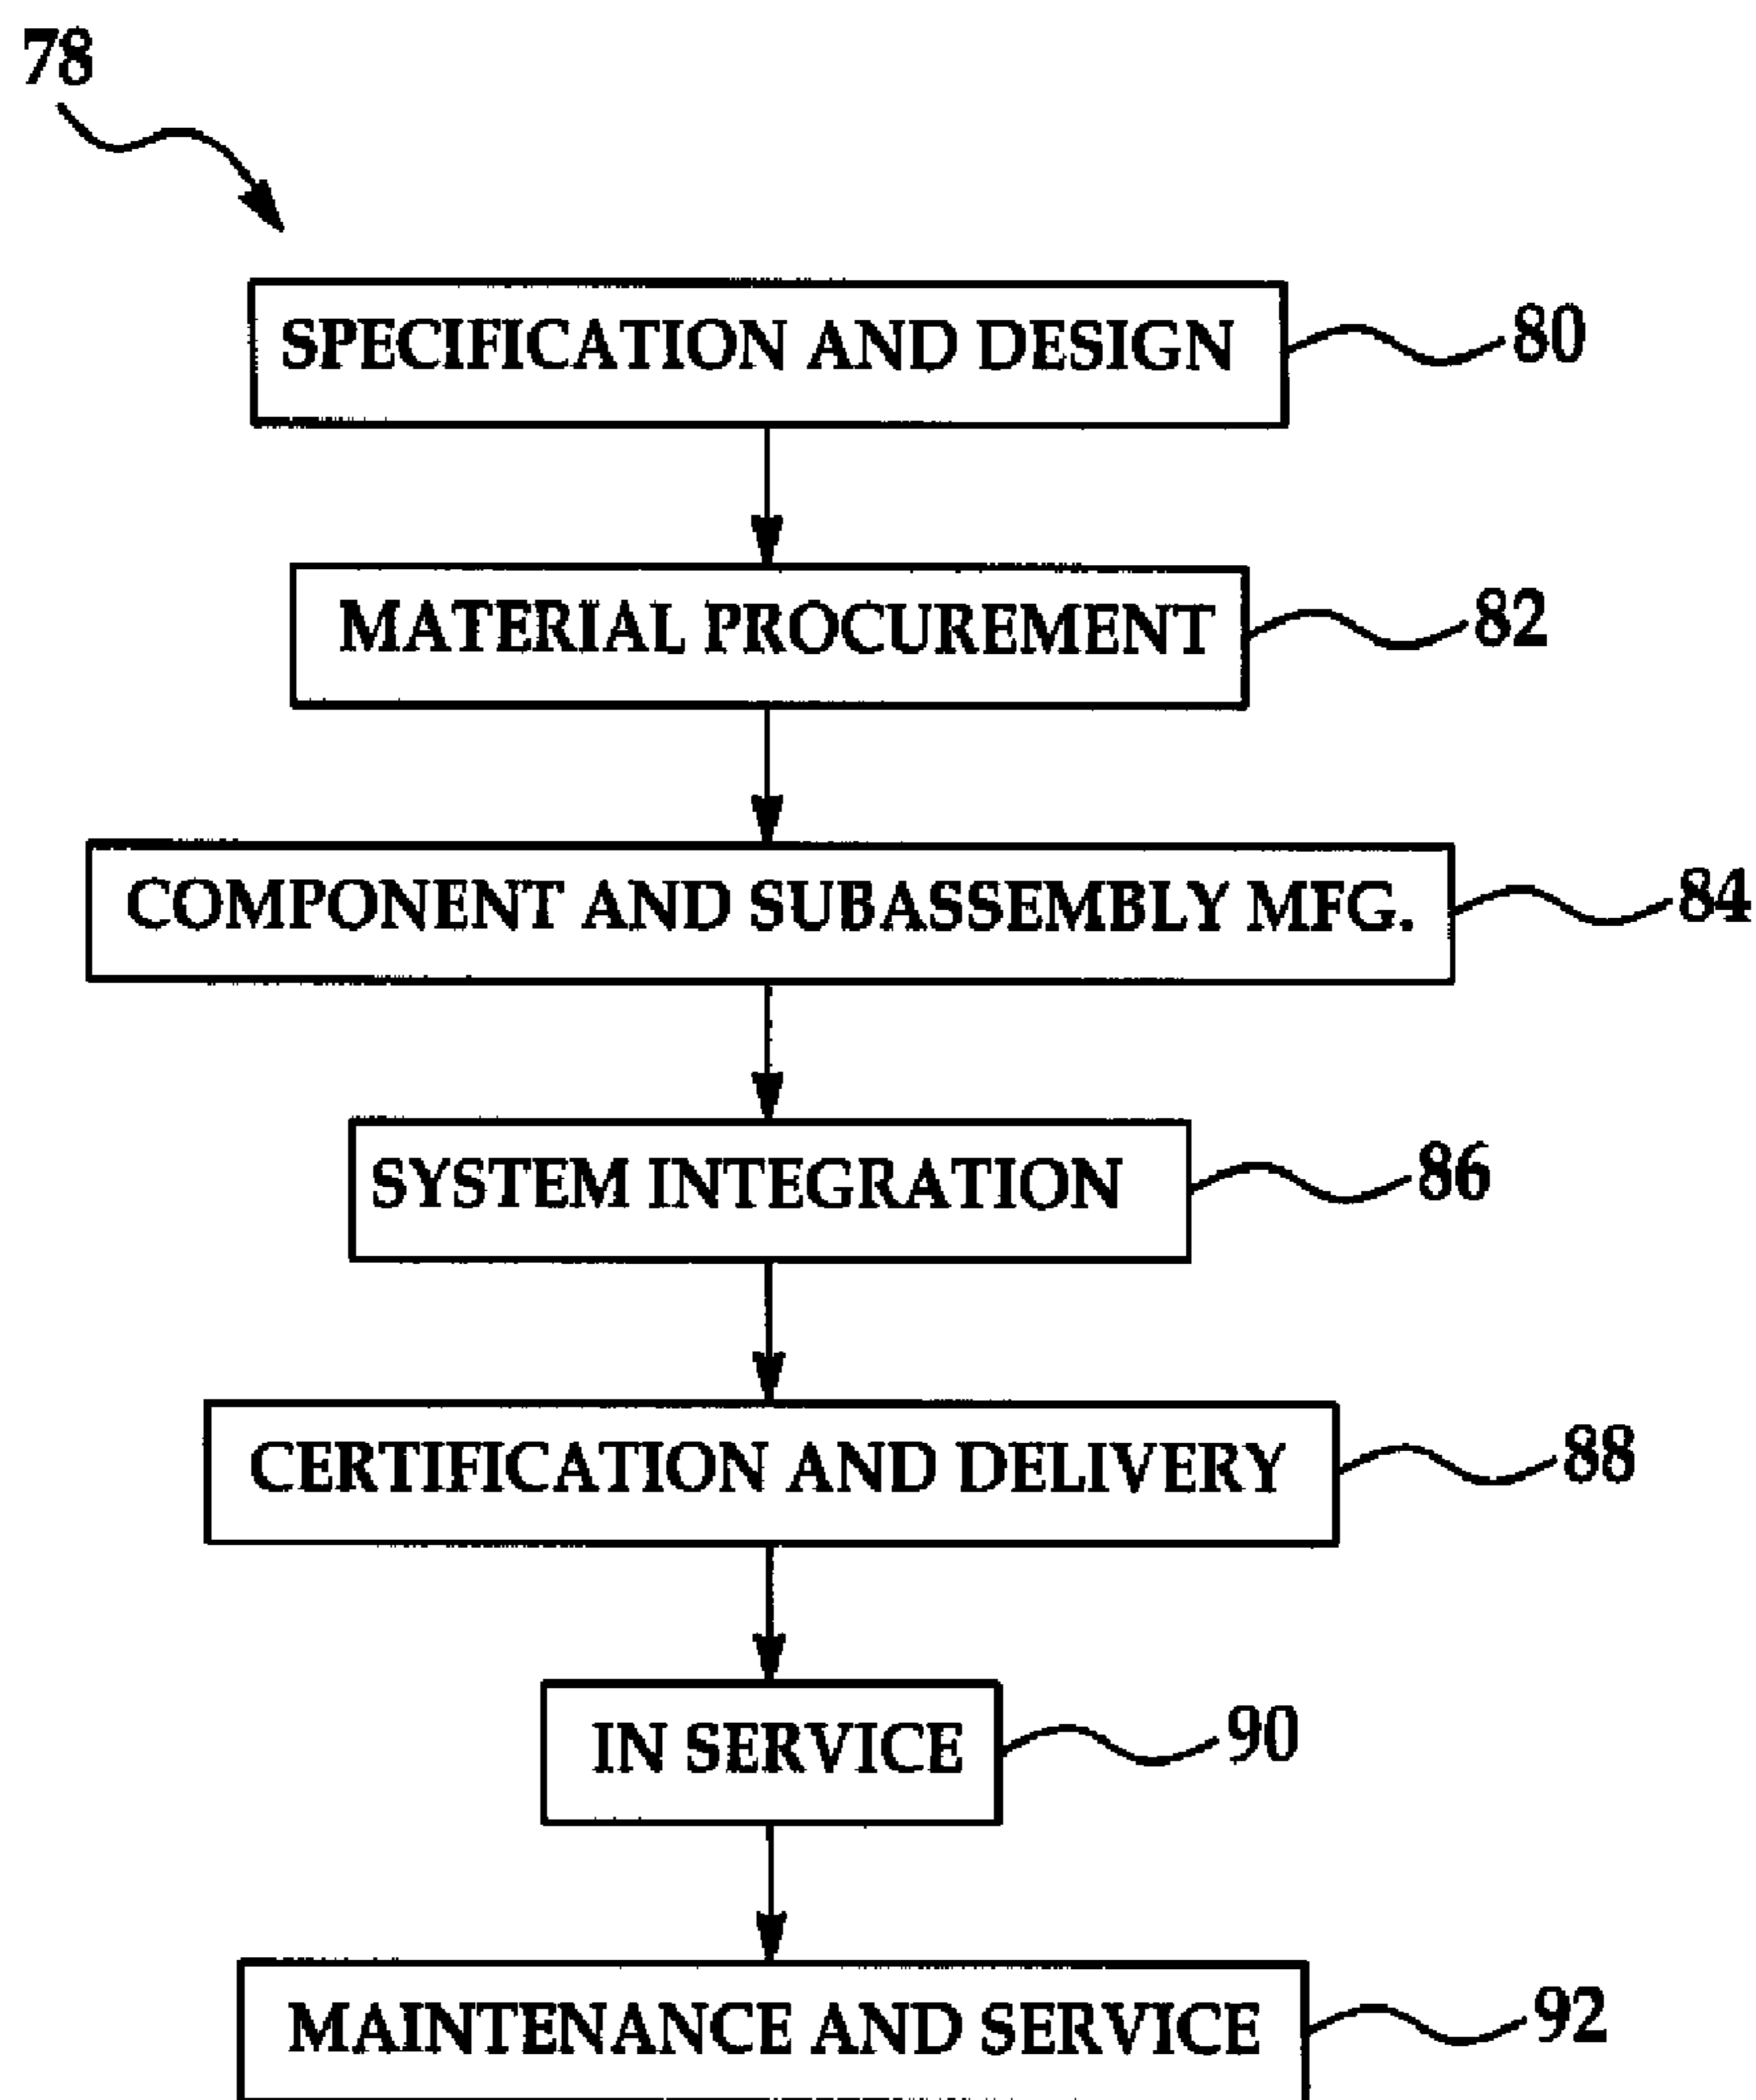 78
SPECIFICATION AND DESIGN 80
MATERIAL PROCUREMENT 82
COMPONENT AND SUBASSEMBLY MFG. 84
SYSTEM INTEGRATION 86
CERTIFICATION AND DELIVERY 88
IN SERVICE 90
MAINTENANCE AND SERVICE 92